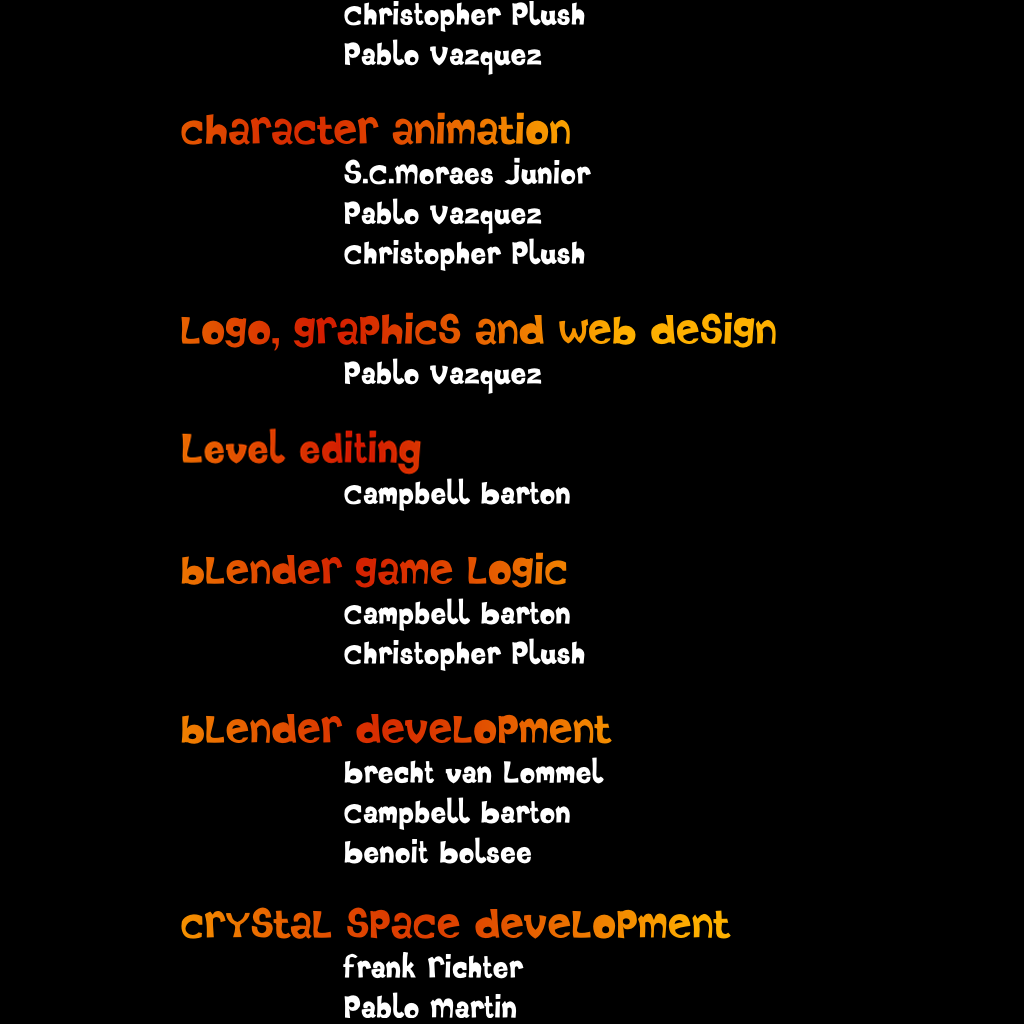 Christopher Plush
Pablo Vazquez
character animation
S.C.Moraes Junior
Pablo Vazquez
Christopher Plush
Logo, graphics and web design
Pablo Vazquez
Level editing
Campbell Barton
Blender game Logic
Campbell Barton
Christopher Plush
Blender development
Brecht van Lommel
Campbell Barton
Benoit Bolsee
Crystal Space development
Frank Richter
Pablo Martin